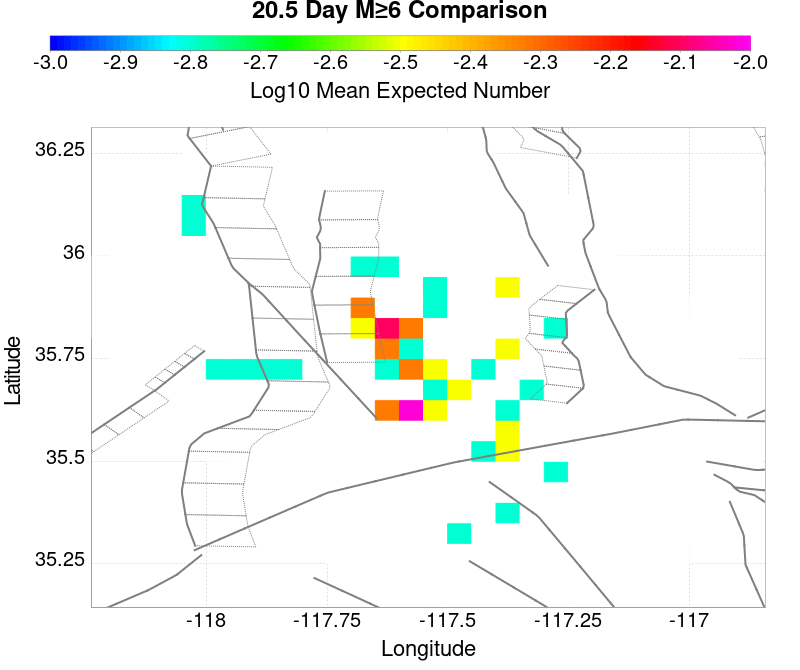 20.5 Day M≥6 Comparison
-3.0 -2.9 -2.8 -2.7 -2.6 -2.5 -2.4 -2.3 -2.2 -2.1 -2.0
Log10 Mean Expected Number
36.25
36
35.75
35.5
35.25
Latitude
-118 -117.75 -117.5 -117.25 -117
Longitude